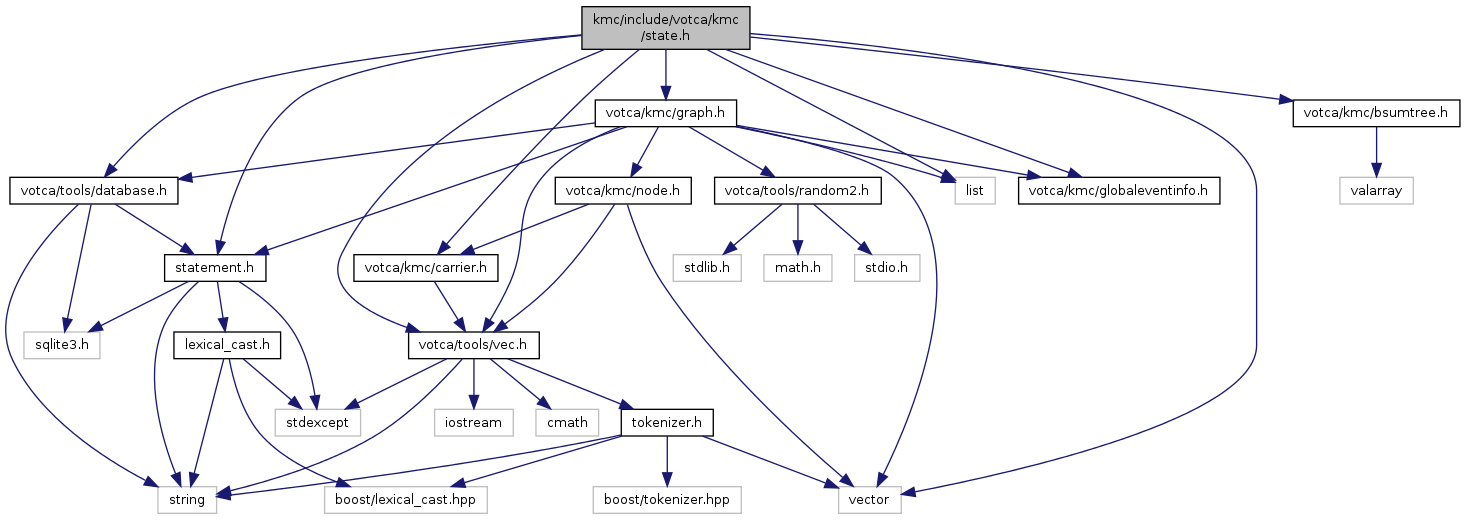 kmc/include/votca/kmc
/state.h
votca/kmc/graph.h
votca/kmc/bsumtree.h
votca/tools/database.h
votca/kmc/node.h
votca/tools/random2.h
list
votca/kmc/globaleventinfo.h
valarray
statement.h
votca/kmc/carrier.h
stdlib.h
math.h
stdio.h
sqlite3.h
lexical_cast.h
votca/tools/vec.h
stdexcept
iostream
cmath
tokenizer.h
string
boost/lexical_cast.hpp
boost/tokenizer.hpp
vector